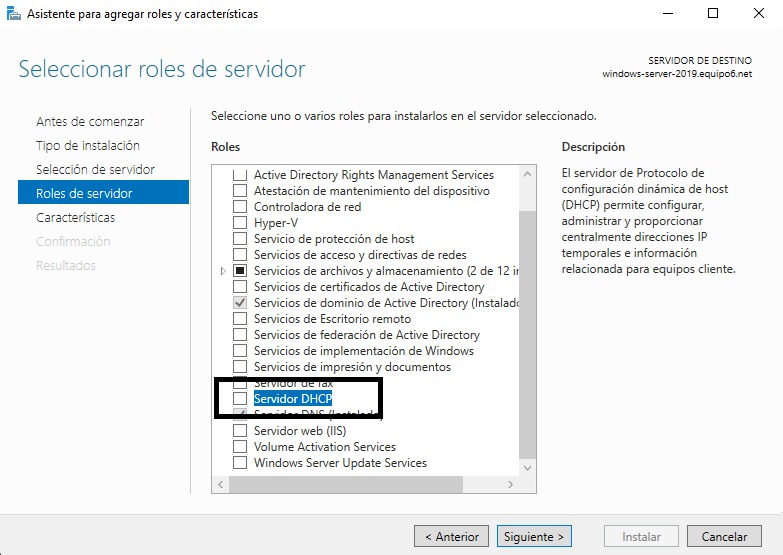 Asistente para agregar roles y características
Seleccionar roles de servidor
SERVIDOR DE DESTINO
windows-server-2019.equipo6.net
Antes de comenzar
Tipo de instalación
Selección de servidor
Roles de servidor
Características
Confirmación
Resultados
Seleccione uno o varios roles para instalarlos en el servidor seleccionado.
Roles
Active Directory Rights Management Services
Atestación de mantenimiento del dispositivo
Controladora de red
Hyper-V
Servicio de protección de host
Servicios de acceso y directivas de redes
Servicios de archivos y almacenamiento (2 de 12 in
Servicios de certificados de Active Directory
Servicios de dominio de Active Directory (Instalado
Servicios de Escritorio remoto
Servicios de federación de Active Directory
Servicios de implementación de Windows
Servicios de impresión y documentos
Servidor de fax
Servidor DHCP
Servidor DNS (Instalado)
Servidor web (IIS)
Volume Activation Services
Windows Server Update Services
Descripción
El servidor de Protocolo de
configuración dinámica de host
(DHCP) permite configurar,
administrar y proporcionar
centralmente direcciones IP
temporales e información
relacionada para equipos cliente.
< Anterior
Siguiente >
Instalar
Cancelar